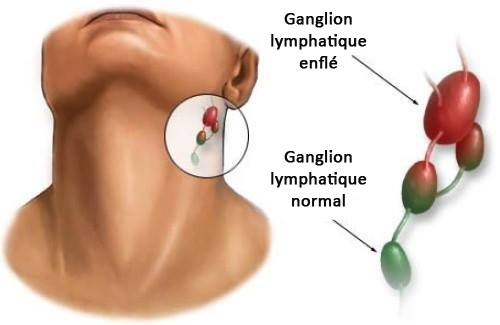 Ganglion
lymphatique
enflé
Ganglion
lymphatique
normal